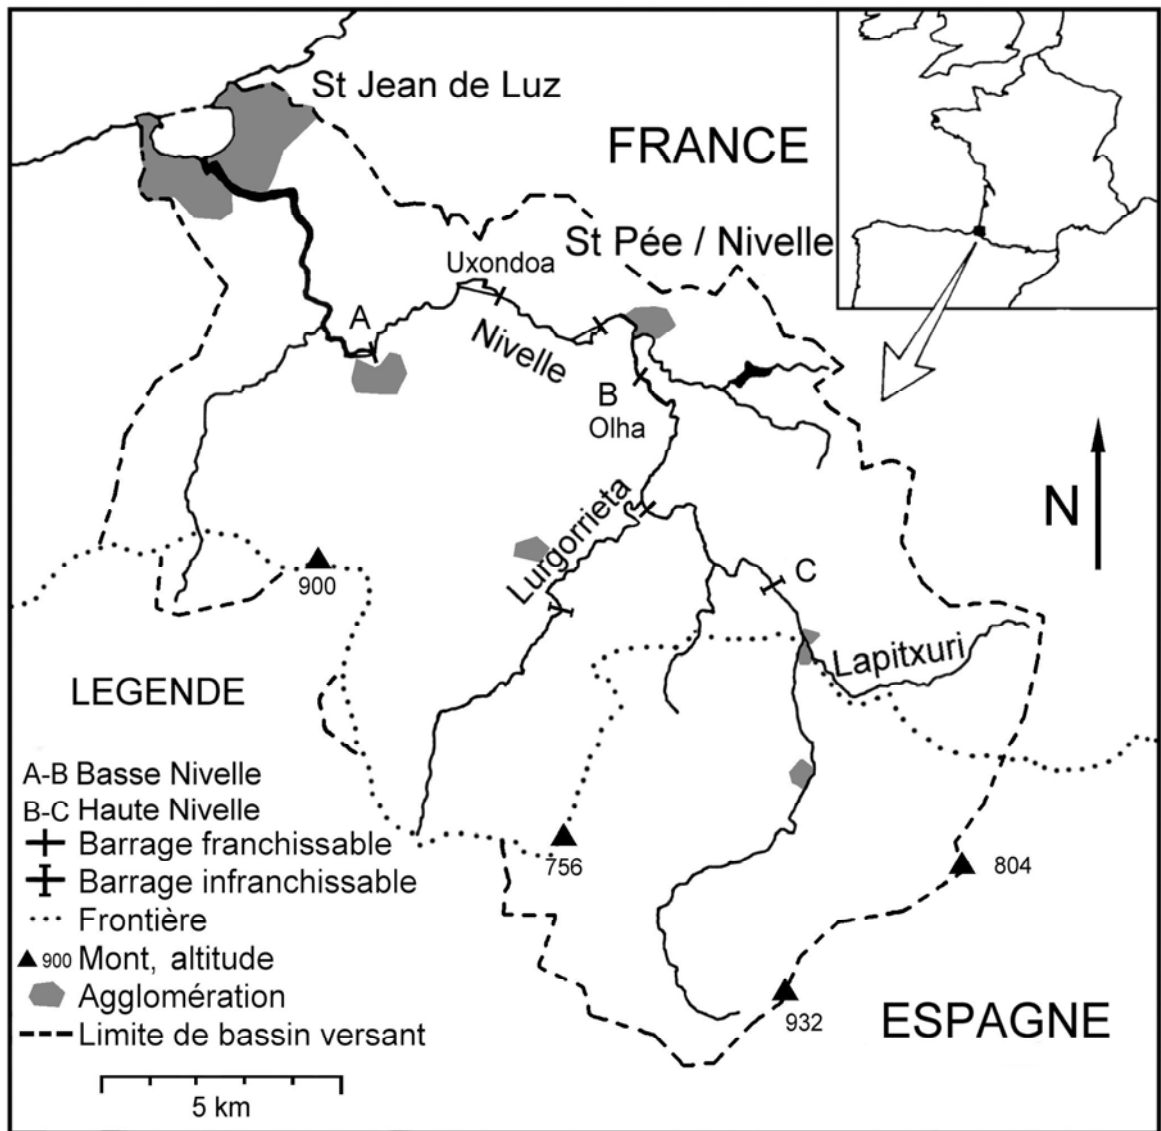 St Jean de Luz
FRANCE
St Pée / Nivelle
Uxondoa
A
Nivelle
B
Olha
N
Lurgorrieta
C
900
Lapitxuri
LEGENDE
A-B Basse Nivelle
B-C Haute Nivelle
Barrage franchissable
Barrage infranchissable
Frontière
900 Mont, altitude
Agglomération
Limite de bassin versant
5 km
756
804
932
ESPAGNE